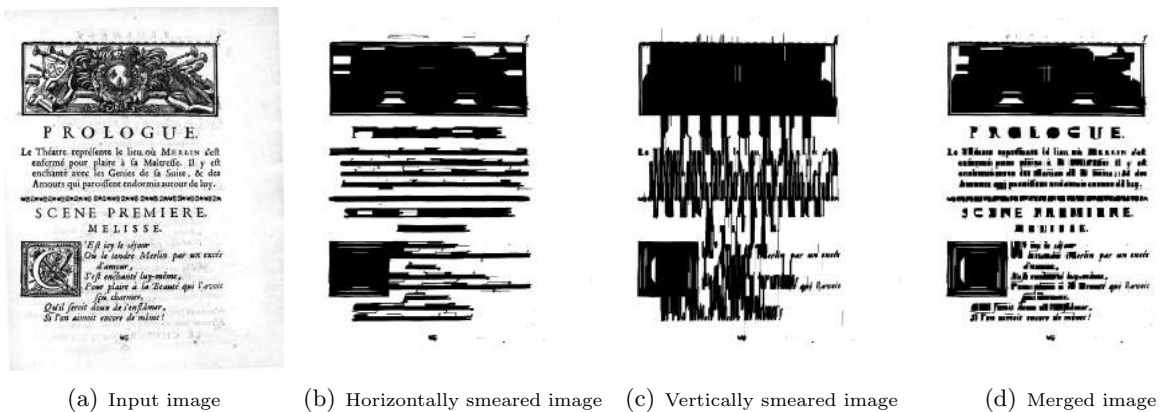 PROLOGUE.
Le Théatre repréſente le lieu où MERLIN s'eſt
enfermé pour plaire à ſa Maîtreſſe. Il y eſt
enchanté avec les Genies de ſa Suite, & des
Amours qui paroiſſent endormis autour de luy.
SCENE PREMIERE.
MELISSE.
C'Eſt icy le ſéjour
Où le tendre Merlin par un excés
d'amour,
S'eſt enchanté luy-même,
Pour plaire à la Beauté qui l'avoit
ſçû charmer,
Qu'il ſeroit doux de s'enflâmer,
Si l'on aimoit encore de même !
(a) Input image
(b) Horizontally smeared image
(c) Vertically smeared image
(d) Merged image